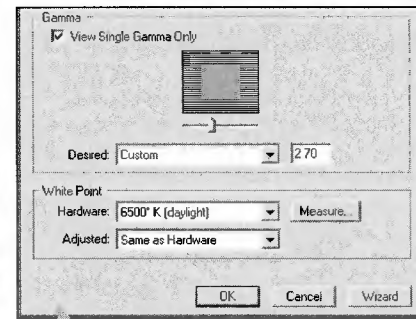 Gamma
View Single Gamma Only
Desired: Custom 2.70
White Point
Hardware: 6500° K (daylight) Measure...
Adjusted: Same as Hardware
OK Cancel Wizard